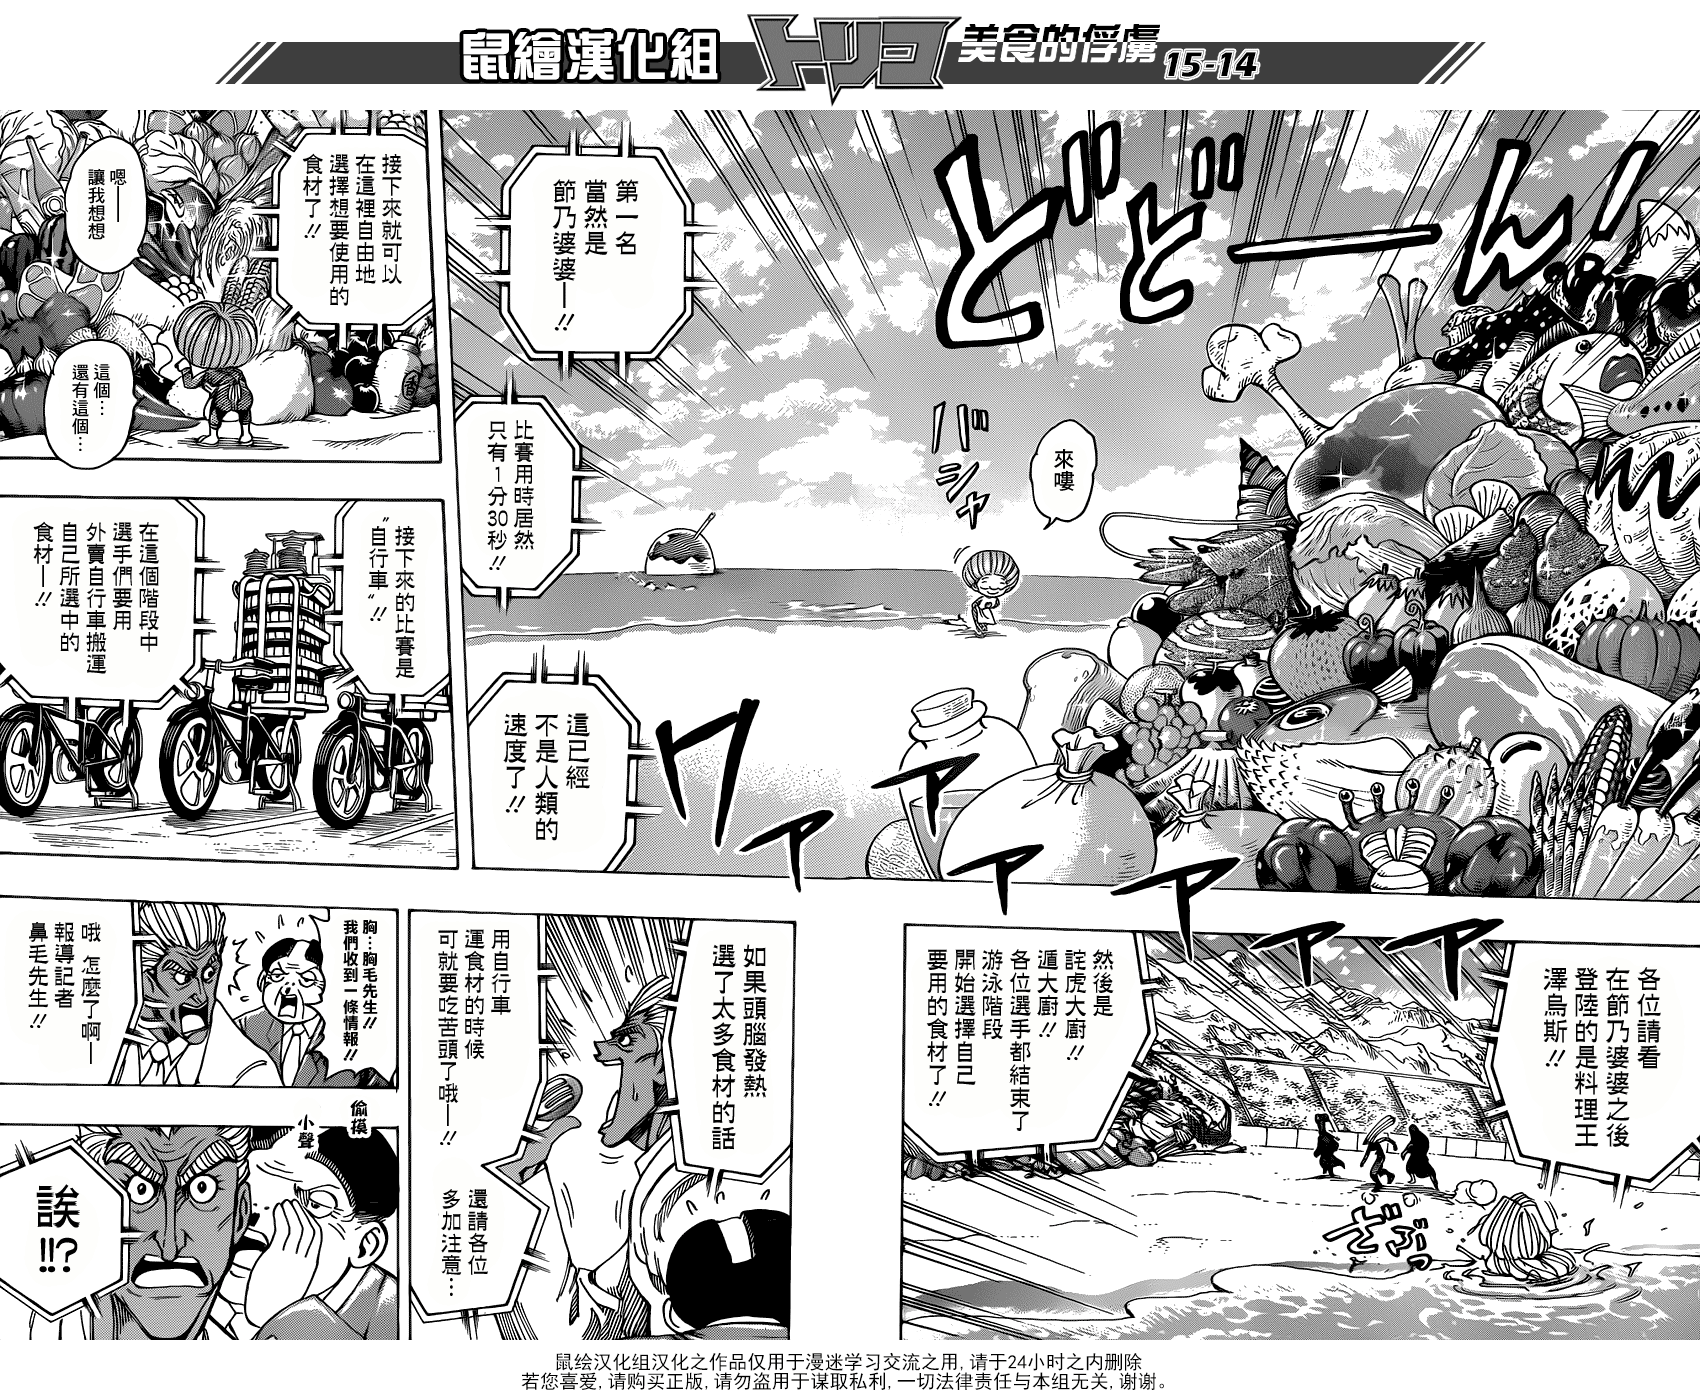 鼠繪漢化組
トリコ
美食的俘虜
15-14
ドドーん!
第一名
當然是
節乃婆婆—!!
來嘍
バシャ
比賽用時居然
只有1分30秒!!
這已經
不是人類的
速度了!!
ワァァァァァ
接下來就可以
在這裡自由地
選擇想要使用的
食材了!!
嗯—
讓我想想
這個…
還有這個…
香
接下來的比賽是
"自行車"!!
在這個階段中
選手們要用
外賣自行車搬運
自己所選中的
食材—!!
各位請看
在節乃婆婆之後
登陸的是料理王
澤烏斯!!
ざぶっ
然後是
詫虎大廚!!
遁大廚!!
各位選手都結束了
游泳階段
開始選擇自己
要用的食材了!!
如果頭腦發熱
選了太多食材的話
用自行車
運食材的時候
可就要吃苦頭了哦—!!
還請各位
多加注意…
胸…胸毛先生!!
我們收到一條情報!!
哦 怎麼了啊—
報導記者
鼻毛先生!!
偷摸
小聲
誒!!?
鼠绘汉化组汉化之作品仅用于漫迷学习交流之用,请于24小时之内删除
若您喜爱,请购买正版,请勿盗用于谋取私利,一切法律责任与本组无关,谢谢。